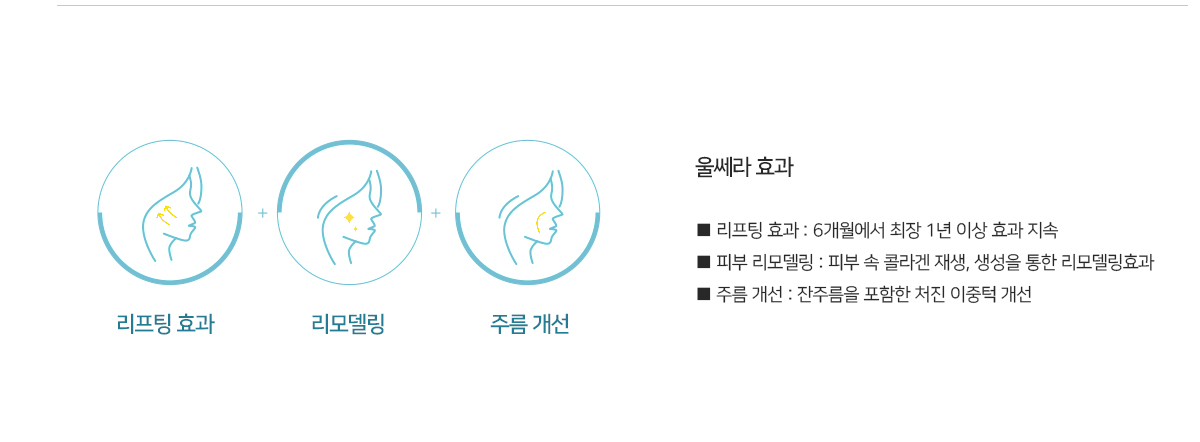 리프팅 효과
리모델링
주름 개선
울쎄라 효과
■ 리프팅 효과 : 6개월에서 최장 1년 이상 효과 지속
■ 피부 리모델링 : 피부 속 콜라겐 재생, 생성을 통한 리모델링효과
■ 주름 개선 : 잔주름을 포함한 처진 이중턱 개선